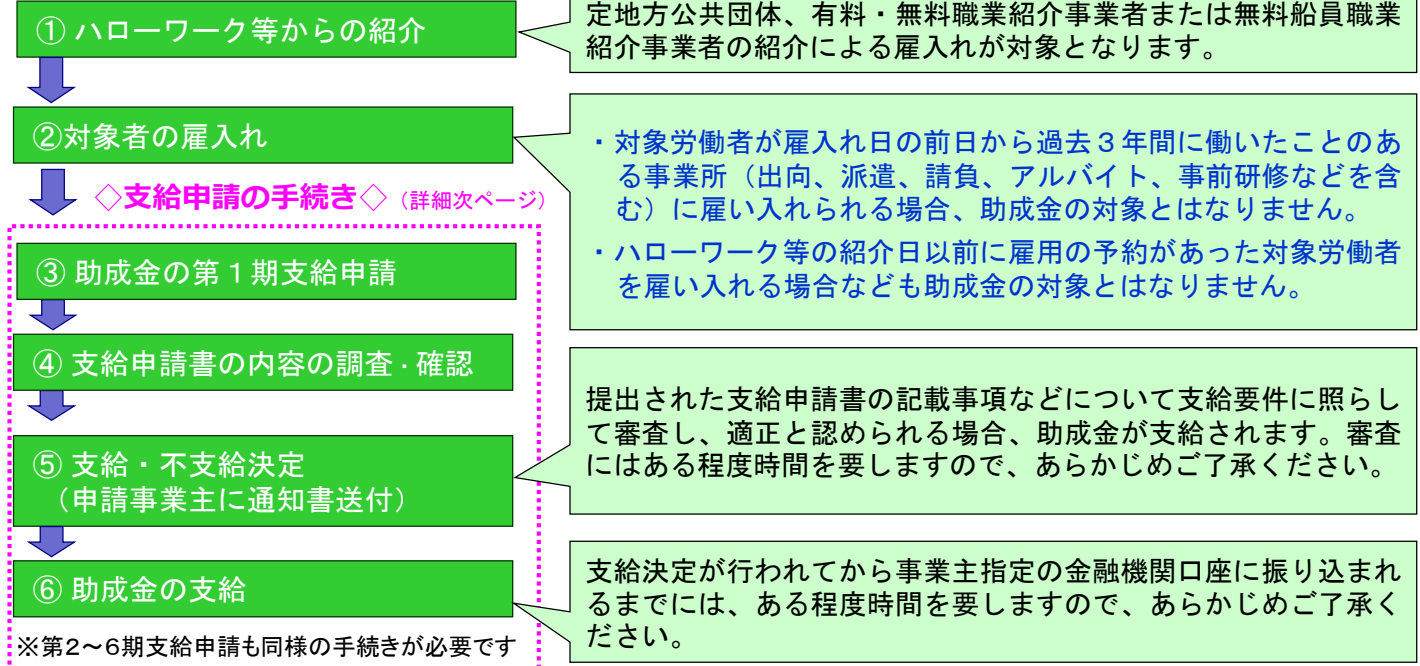 定地方公共団体、有料・無料職業紹介事業者または無料船員職業
紹介事業者の紹介による雇入れが対象となります。
① ハローワーク等からの紹介
②対象者の雇入れ
・対象労働者が雇入れ日の前日から過去３年間に働いたことのあ
る事業所（出向、派遣、請負、アルバイト、事前研修などを含
む）に雇い入れられる場合、助成金の対象とはなりません。
・ハローワーク等の紹介日以前に雇用の予約があった対象労働者
を雇い入れる場合なども助成金の対象とはなりません。
◇支給申請の手続き◇（詳細次ページ）
③ 助成金の第１期支給申請
④ 支給申請書の内容の調査・確認
⑤ 支給・不支給決定
（申請事業主に通知書送付）
提出された支給申請書の記載事項などについて支給要件に照らし
て審査し、適正と認められる場合、助成金が支給されます。審査
にはある程度時間を要しますので、あらかじめご了承ください。
⑥ 助成金の支給
支給決定が行われてから事業主指定の金融機関口座に振り込まれ
るまでには、ある程度時間を要しますので、あらかじめご了承く
ださい。
※第2～6期支給申請も同様の手続きが必要です